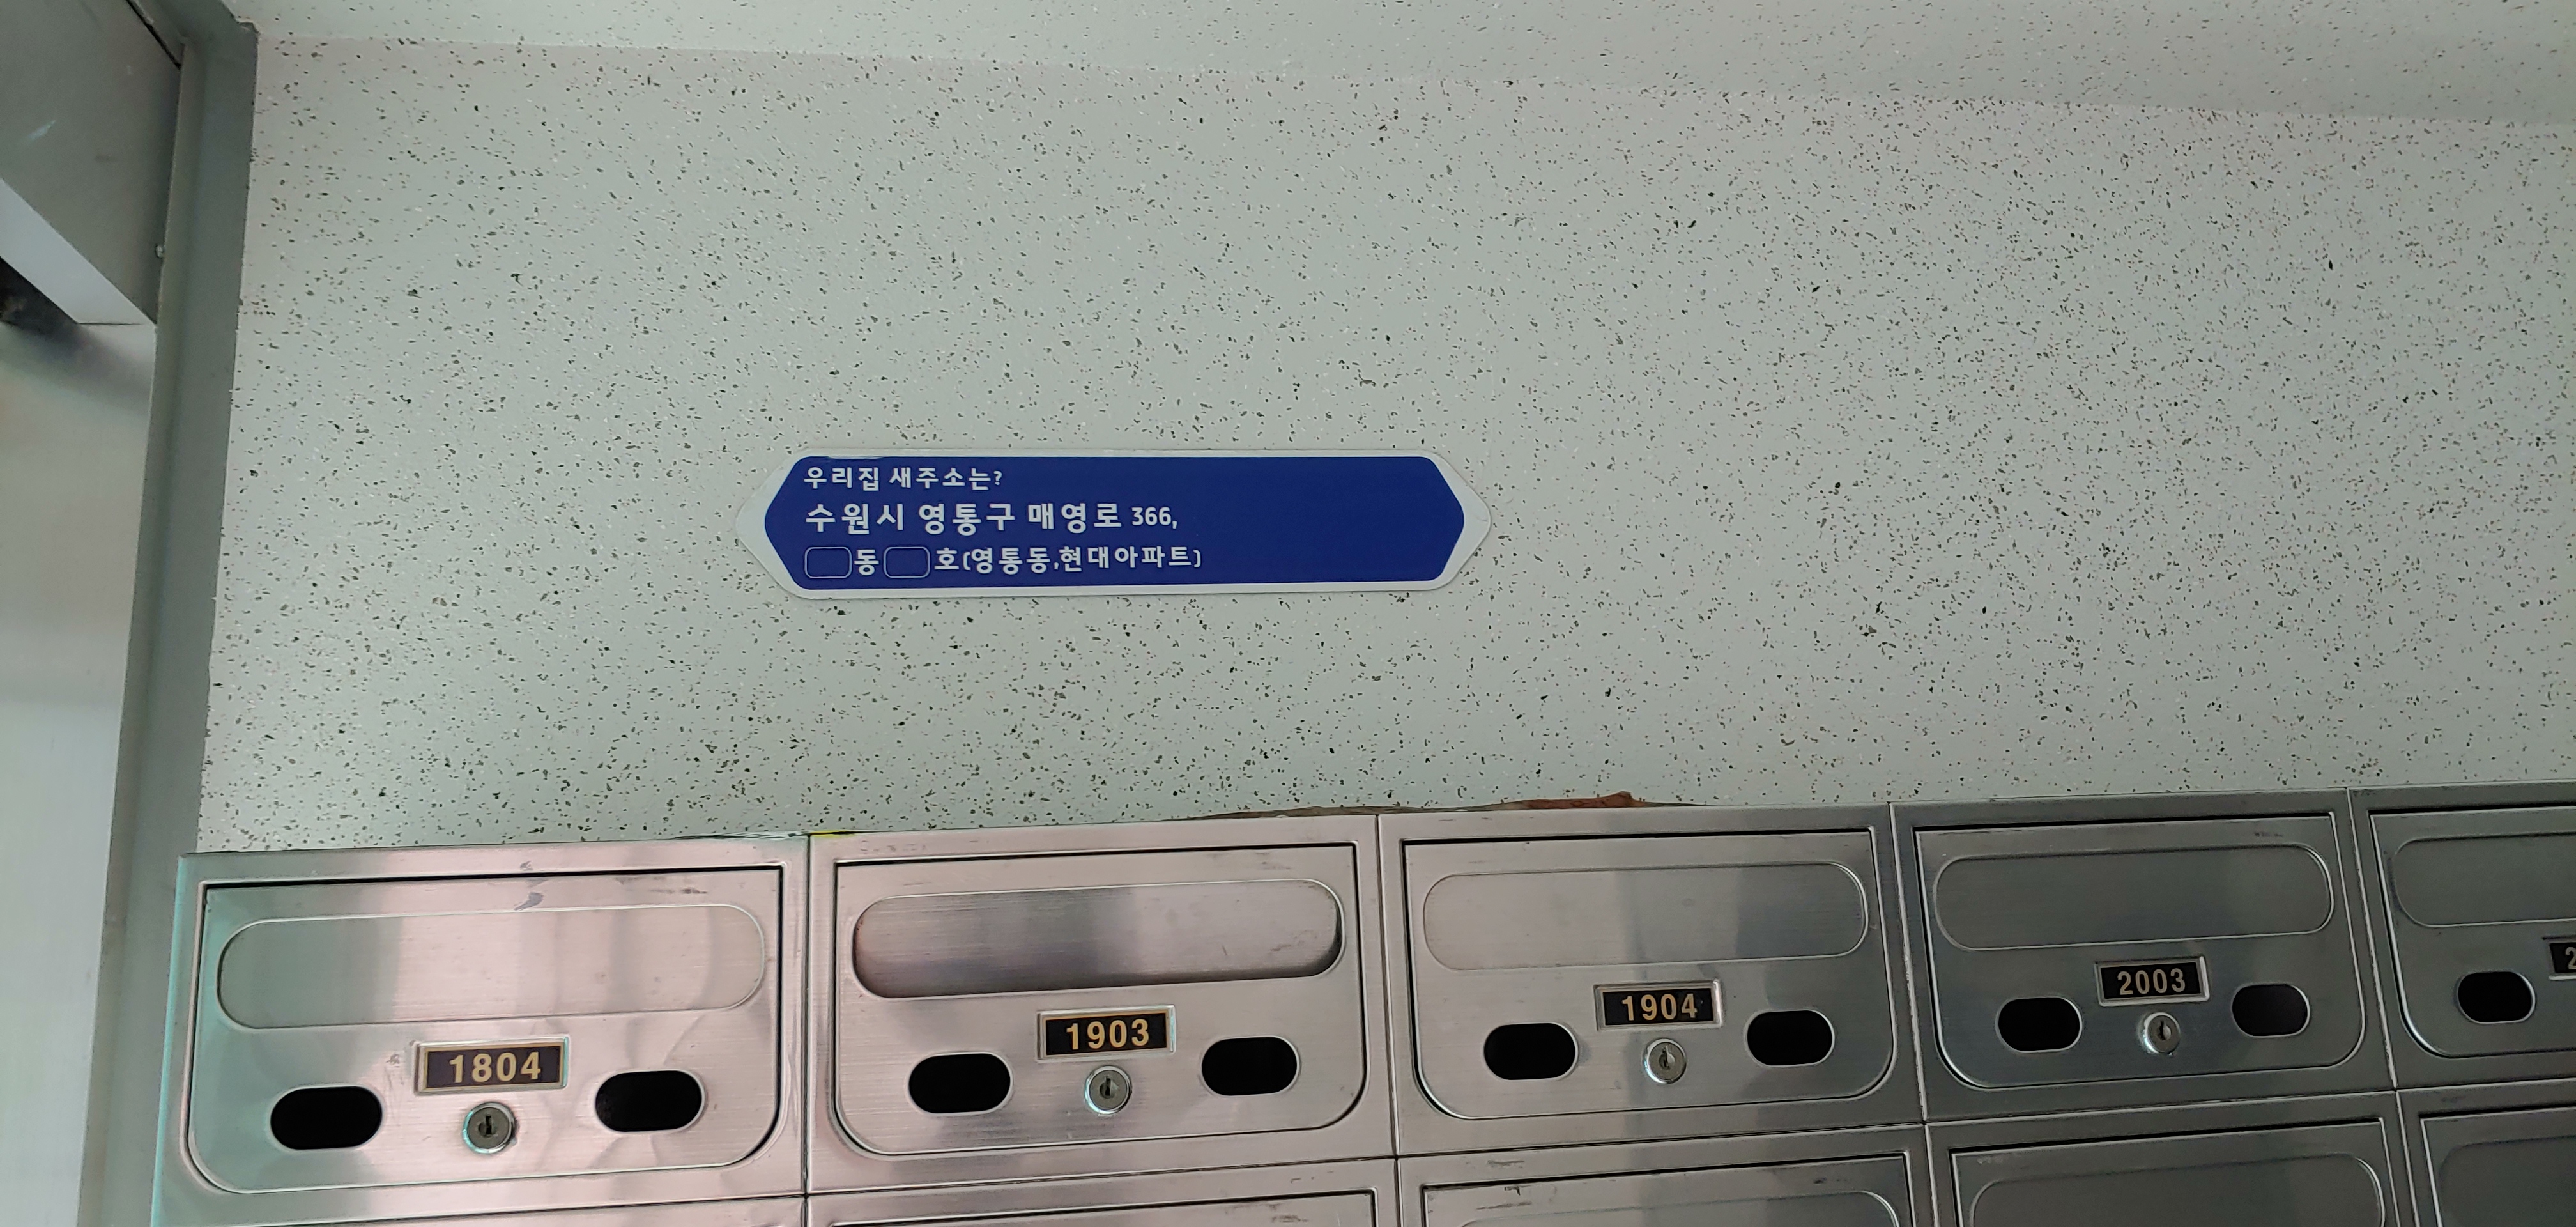 우리집 새주소는?
수원시 영통구 매영로 366,
동 호(영통동,현대아파트)
1804
1903
1904
2003